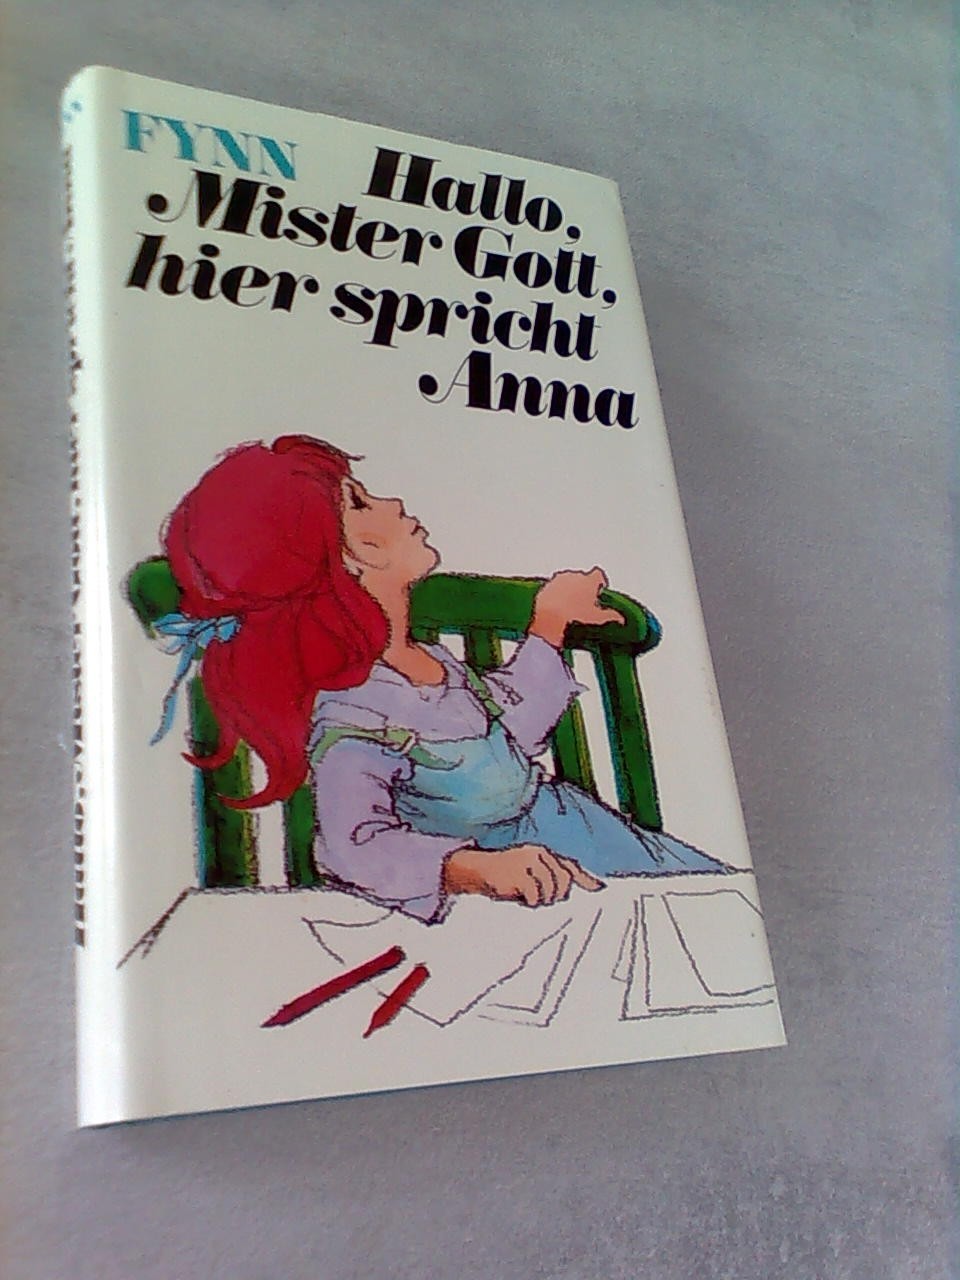 FYNN
Hallo,
Mister Gott,
hier spricht
Anna